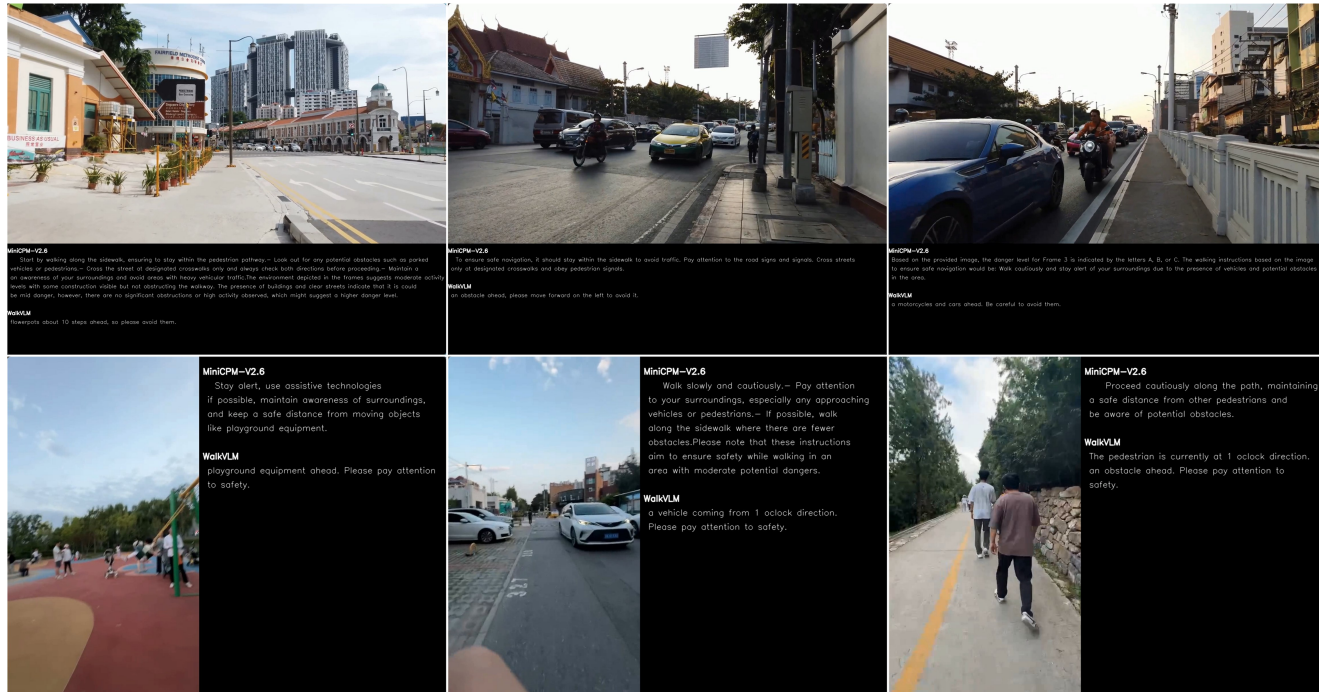 FAIRFIELD METHODIST
BUSINESS AS USUAL
MiniCPM-V2.6
Start by walking along the sidewalk, ensuring to stay within the pedestrian pathway.– Look out for any potential obstacles such as parked
vehicles or pedestrians.– Cross the street at designated crosswalks only and always check both directions before proceeding.– Maintain a
on awareness of your surroundings and avoid areas with heavy vehicular traffic.The environment depicted in the frames suggests moderate activity
levels with some construction visible but not obstructing the walkway. The presence of buildings and clear streets indicate that it is could
be mid danger, however, there are no significant obstructions or high activity observed, which might suggest a higher danger level.
WalkVLM
flowerpots about 10 steps ahead, so please avoid them.
MiniCPM-V2.6
To ensure safe navigation, it should stay within the sidewalk to avoid traffic. Pay attention to the road signs and signals. Cross streets
only at designated crosswalks and obey pedestrian signals.
WalkVLM
an obstacle ahead, please move forward on the left to avoid it.
MiniCPM-V2.6
Based on the provided image, the danger level for Frame 3 is indicated by the letters A, B, or C. The walking instructions based on the image
to ensure safe navigation would be: Walk cautiously and stay alert of your surroundings due to the presence of vehicles and potential obstacles
in the area.
WalkVLM
a motorcycles and cars ahead. Be careful to avoid them.
MiniCPM-V2.6
Stay alert, use assistive technologies
if possible, maintain awareness of surroundings,
and keep a safe distance from moving objects
like playground equipment.
WalkVLM
playground equipment ahead. Please pay attention
to safety.
MiniCPM-V2.6
Walk slowly and cautiously.– Pay attention
to your surroundings, especially any approaching
vehicles or pedestrians.– If possible, walk
along the sidewalk where there are fewer
obstacles.Please note that these instructions
aim to ensure safety while walking in an
area with moderate potential dangers.
WalkVLM
a vehicle coming from 1 oclock direction.
Please pay attention to safety.
MiniCPM-V2.6
Proceed cautiously along the path, maintaining
a safe distance from other pedestrians and
be aware of potential obstacles.
WalkVLM
The pedestrian is currently at 1 oclock direction.
an obstacle ahead. Please pay attention to
safety.